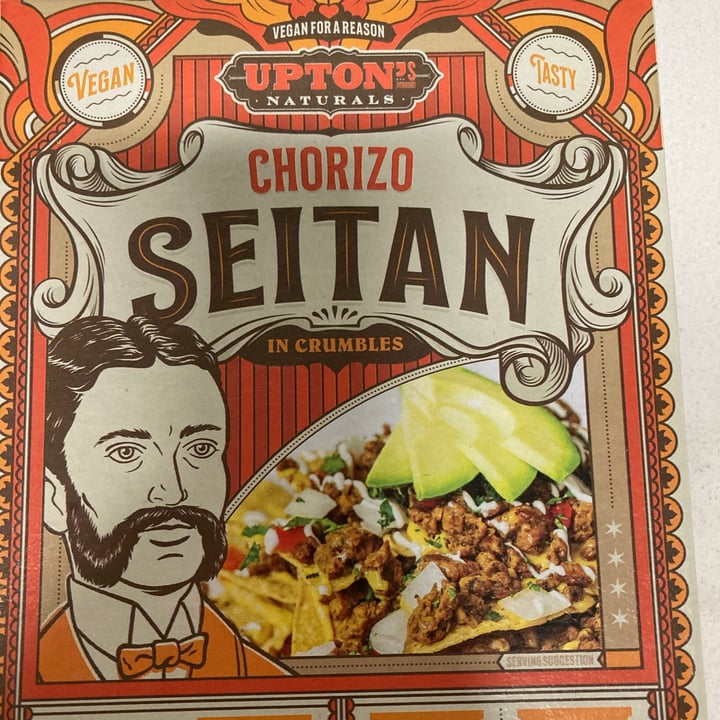 VEGAN FOR A REASON
VEGAN
UPTON'S
NATURALS
TASTY
CHORIZO
SEITAN
IN CRUMBLES
SERVING SUGGESTION